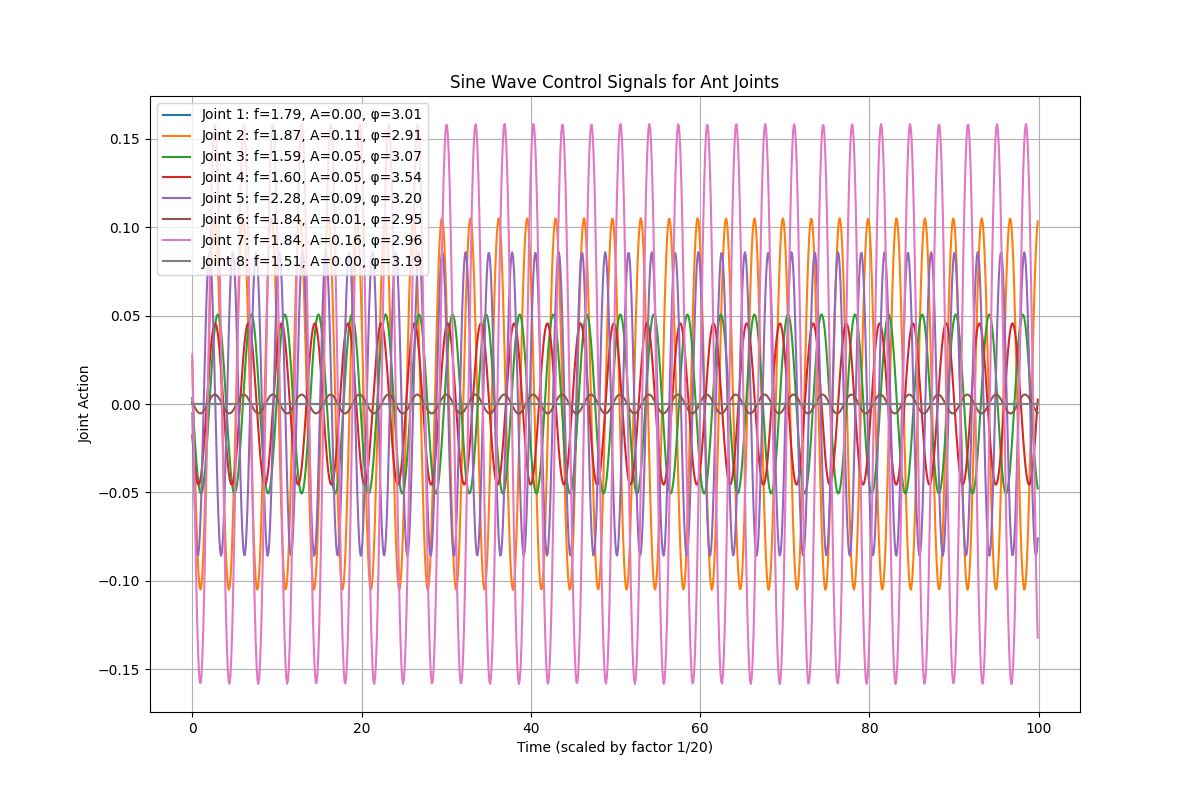 Sine Wave Control Signals for Ant Joints
Joint 1: f=1.79, A=0.00, φ=3.01
Joint 2: f=1.87, A=0.11, φ=2.91
Joint 3: f=1.59, A=0.05, φ=3.07
Joint 4: f=1.60, A=0.05, φ=3.54
Joint 5: f=2.28, A=0.09, φ=3.20
Joint 6: f=1.84, A=0.01, φ=2.95
Joint 7: f=1.84, A=0.16, φ=2.96
Joint 8: f=1.51, A=0.00, φ=3.19
0.15
0.10
0.05
0.00
−0.05
−0.10
−0.15
Joint Action
0 20 40 60 80 100
Time (scaled by factor 1/20)